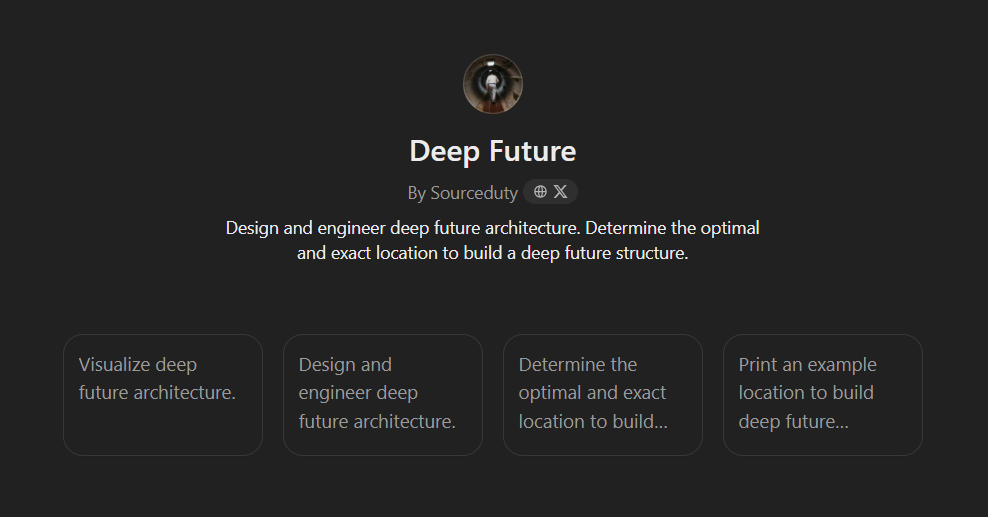 Deep Future
By Sourceduty
Design and engineer deep future architecture. Determine the optimal
and exact location to build a deep future structure.
Visualize deep
future architecture.
Design and
engineer deep
future architecture.
Determine the
optimal and exact
location to build...
Print an example
location to build
deep future...